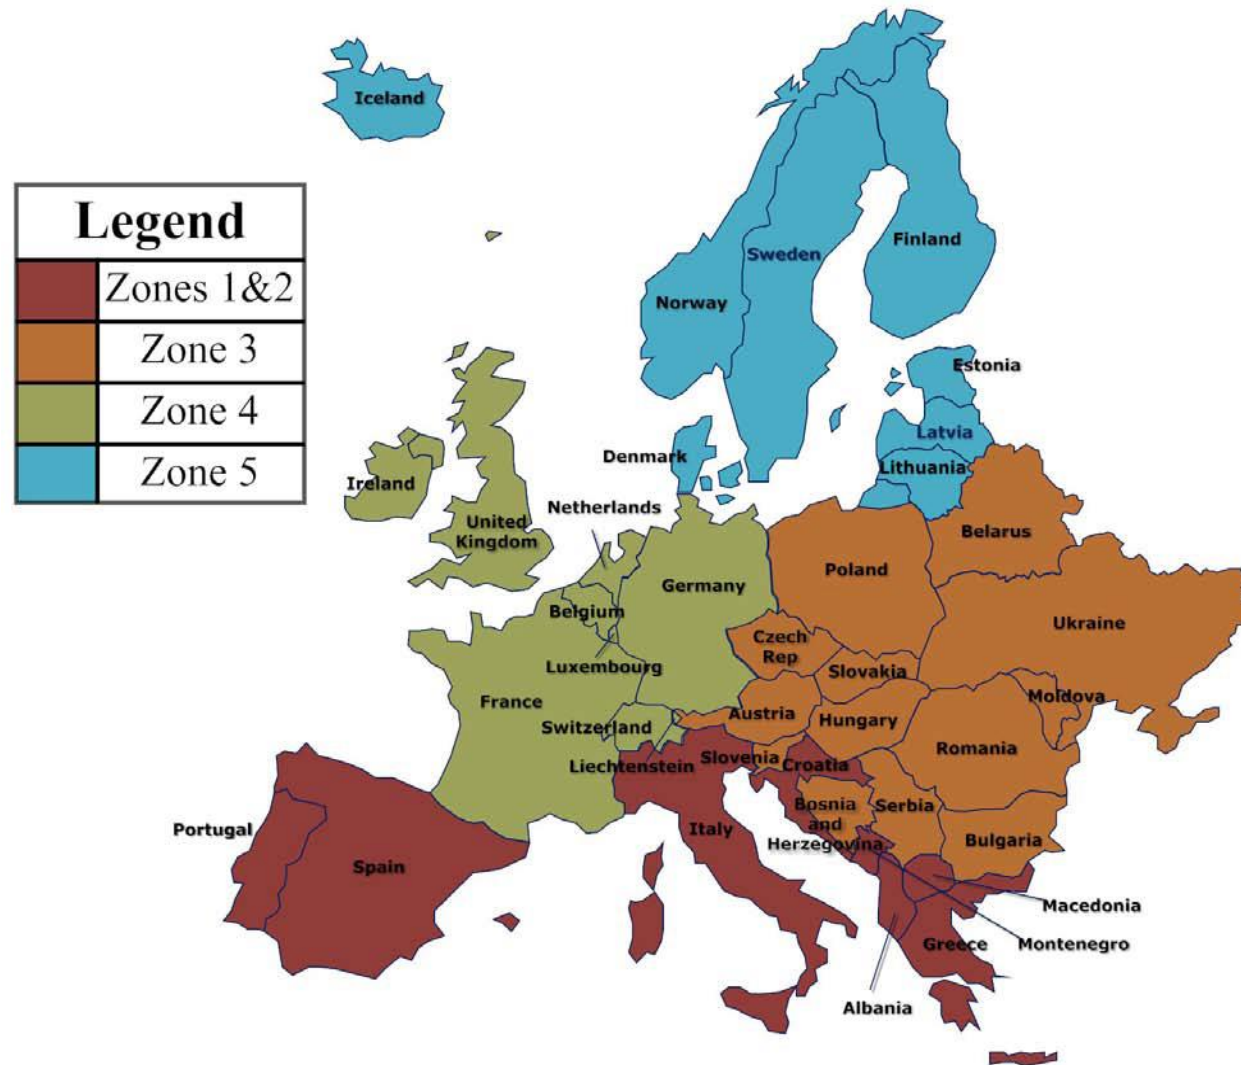 Iceland
Legend
Zones 1&2
Zone 3
Zone 4
Zone 5
Finland
Sweden
Norway
Estonia
Latvia
Lithuania
Denmark
Ireland
United
Kingdom
Netherlands
Belarus
Poland
Germany
Belgium
Ukraine
Czech
Rep
Luxembourg
Slovakia
Moldova
France
Switzerland
Austria
Hungary
Romania
Liechtenstein
Slovenia
Croatia
Bosnia
and
Herzegovina
Serbia
Bulgaria
Portugal
Italy
Spain
Macedonia
Greece
Montenegro
Albania